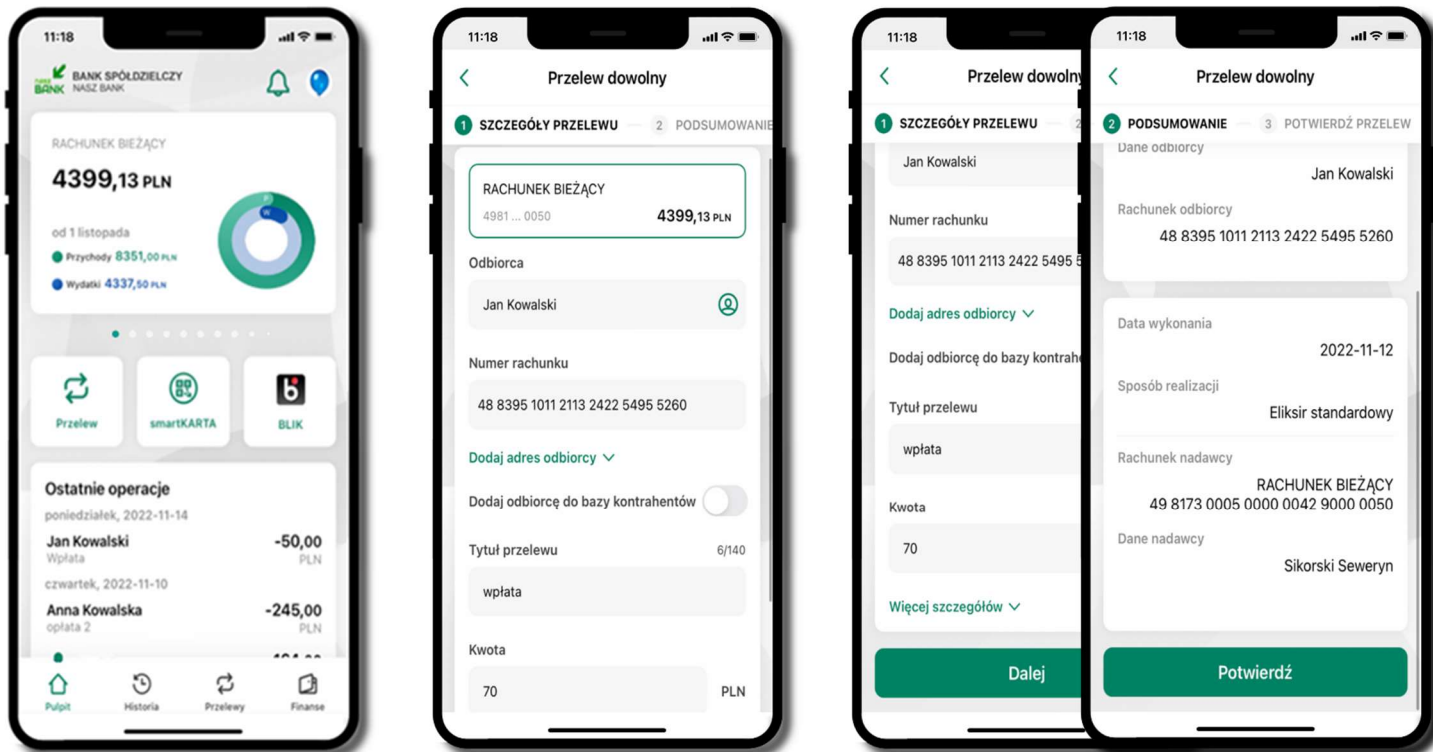 11:18
nasz BANK
BANK SPÓŁDZIELCZY
NASZ BANK
RACHUNEK BIEŻĄCY
4399,13 PLN
P
W
od 1 listopada
Przychody 8351,00 PLN
Wydatki 4337,50 PLN
Przelew
smartKARTA
BLIK
Ostatnie operacje
poniedziałek, 2022-11-14
Jan Kowalski -50,00
Wpłata PLN
czwartek, 2022-11-10
Anna Kowalska -245,00
opłata 2 PLN
Pulpit Historia Przelewy Finanse
11:18
Przelew dowolny
1 SZCZEGÓŁY PRZELEWU 2 PODSUMOWANIE
RACHUNEK BIEŻĄCY
4981 ... 0050 4399,13 PLN
Odbiorca
Jan Kowalski
Numer rachunku
48 8395 1011 2113 2422 5495 5260
Dodaj adres odbiorcy
Dodaj odbiorcę do bazy kontrahentów
Tytuł przelewu 6/140
wpłata
Kwota
70 PLN
11:18
Przelew dowolny
1 SZCZEGÓŁY PRZELEWU 2
Jan Kowalski
Numer rachunku
48 8395 1011 2113 2422 5495 5
Dodaj adres odbiorcy
Dodaj odbiorcę do bazy kontrahe
Tytuł przelewu
wpłata
Kwota
70
Więcej szczegółów
Dalej
11:18
Przelew dowolny
2 PODSUMOWANIE 3 POTWIERDŹ PRZELEW
Dane odbiorcy
Jan Kowalski
Rachunek odbiorcy
48 8395 1011 2113 2422 5495 5260
Data wykonania
2022-11-12
Sposób realizacji
Eliksir standardowy
Rachunek nadawcy
RACHUNEK BIEŻĄCY
49 8173 0005 0000 0042 9000 0050
Dane nadawcy
Sikorski Seweryn
Potwierdź